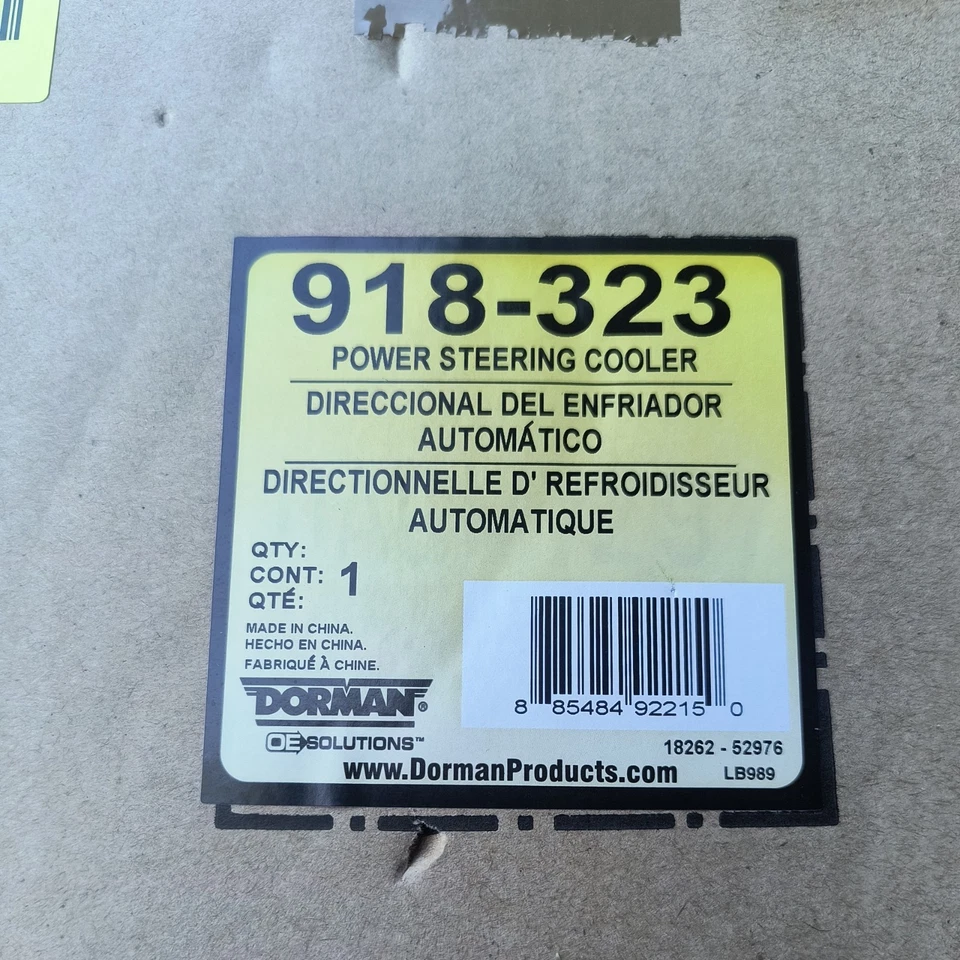 918-323
POWER STEERING COOLER
DIRECCIONAL DEL ENFRIADOR
AUTOMÁTICO
DIRECTIONNELLE D' REFROIDISSEUR
AUTOMATIQUE
QTY:
CONT: 1
QTÉ:
MADE IN CHINA.
HECHO EN CHINA.
FABRIQUÉ À CHINE.
DORMAN®
OE SOLUTIONS™
8 85484 92215 0
18262 - 52976
www.DormanProducts.com
LB989